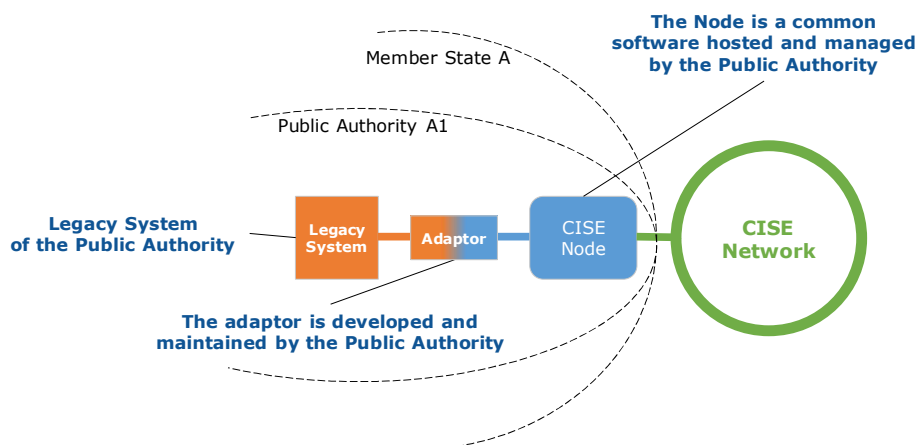 The Node is a common
software hosted and managed
by the Public Authority
Member State A
Public Authority A1
Legacy System
of the Public Authority
Legacy
System
Adaptor
CISE
Node
CISE
Network
The adaptor is developed and
maintained by the Public Authority